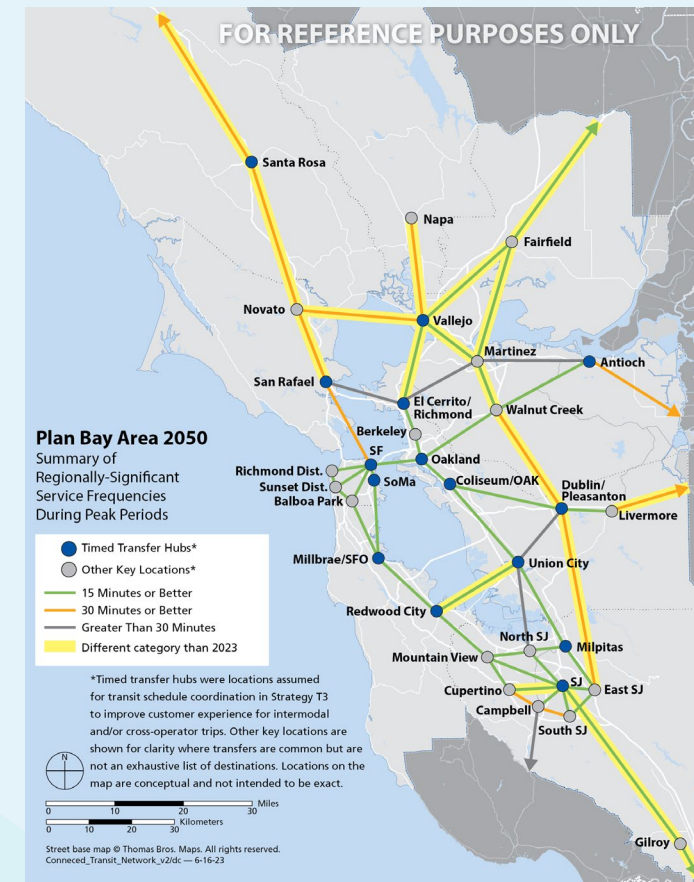 FOR REFERENCE PURPOSES ONLY
Santa Rosa
Napa
Fairfield
Novato
Vallejo
Martinez
Antioch
San Rafael
El Cerrito/
Richmond
Walnut Creek
Berkeley
Plan Bay Area 2050
Summary of
Regionally-Significant
Service Frequencies
During Peak Periods
SF
Oakland
Richmond Dist.
Sunset Dist.
Balboa Park
SoMa
Coliseum/OAK
Dublin/
Pleasanton
Livermore
Timed Transfer Hubs*
Other Key Locations*
15 Minutes or Better
30 Minutes or Better
Greater Than 30 Minutes
Different category than 2023
Millbrae/SFO
Union City
Redwood City
North SJ
Milpitas
Mountain View
Cupertino
SJ
East SJ
Campbell
South SJ
*Timed transfer hubs were locations assumed
for transit schedule coordination in Strategy T3
to improve customer experience for intermodal
and/or cross-operator trips. Other key locations are
shown for clarity where transfers are common but are
not an exhaustive list of destinations. Locations on the
map are conceptual and not intended to be exact.
N
0 10 20 30 Miles
0 10 20 30 Kilometers
Gilroy
Street base map © Thomas Bros. Maps. All rights reserved.
Conneced_Transit_Network_v2/dc — 6-16-23